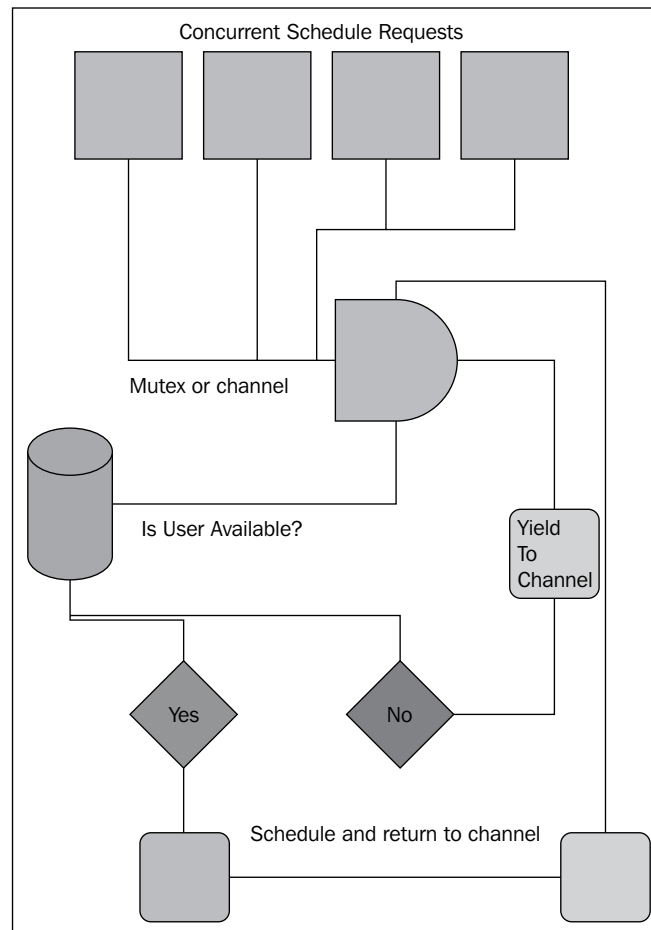 Concurrent Schedule Requests
Mutex or channel
Is User Available?
Yield
To
Channel
Yes
No
Schedule and return to channel